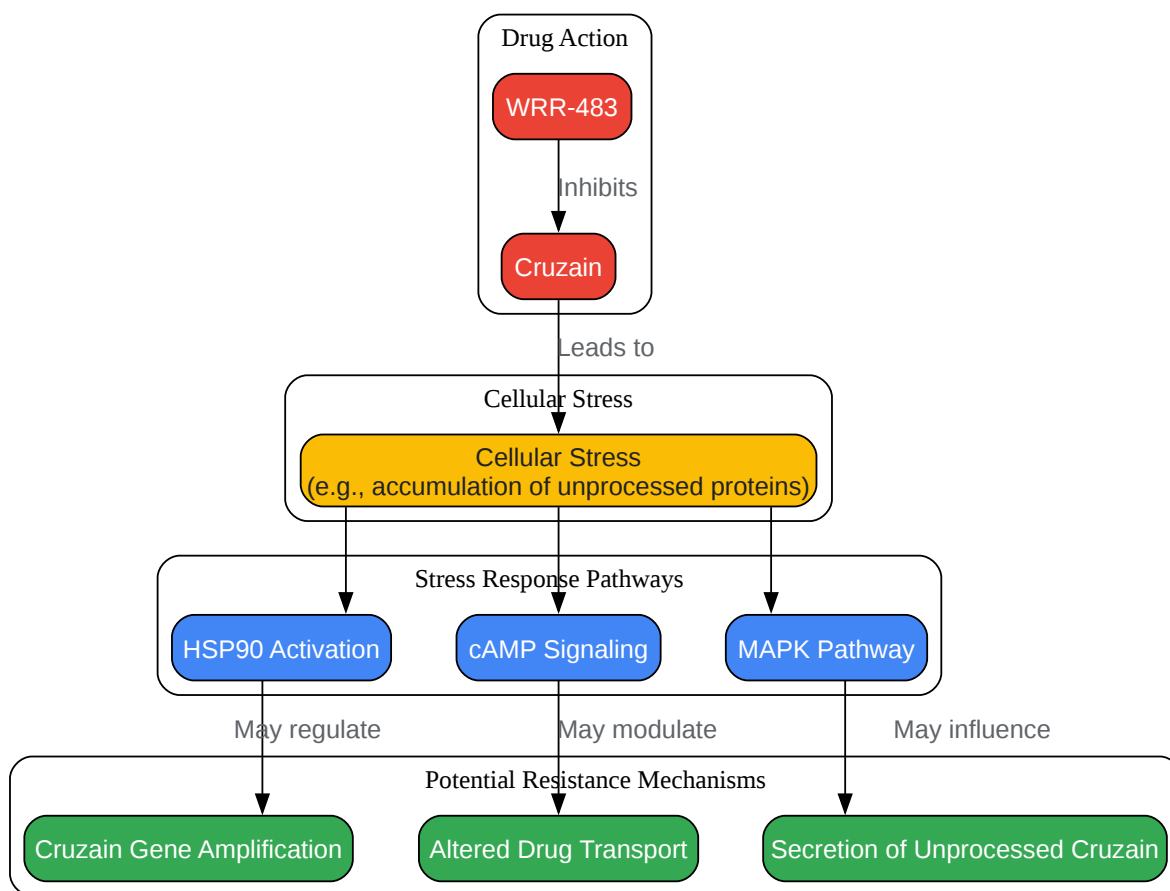 Drug Action
WRR-483
Inhibits
Cruzain
Leads to
Cellular Stress
Cellular Stress
(e.g., accumulation of unprocessed proteins)
Stress Response Pathways
HSP90 Activation
cAMP Signaling
MAPK Pathway
May regulate
May modulate
May influence
Potential Resistance Mechanisms
Cruzain Gene Amplification
Altered Drug Transport
Secretion of Unprocessed Cruzain